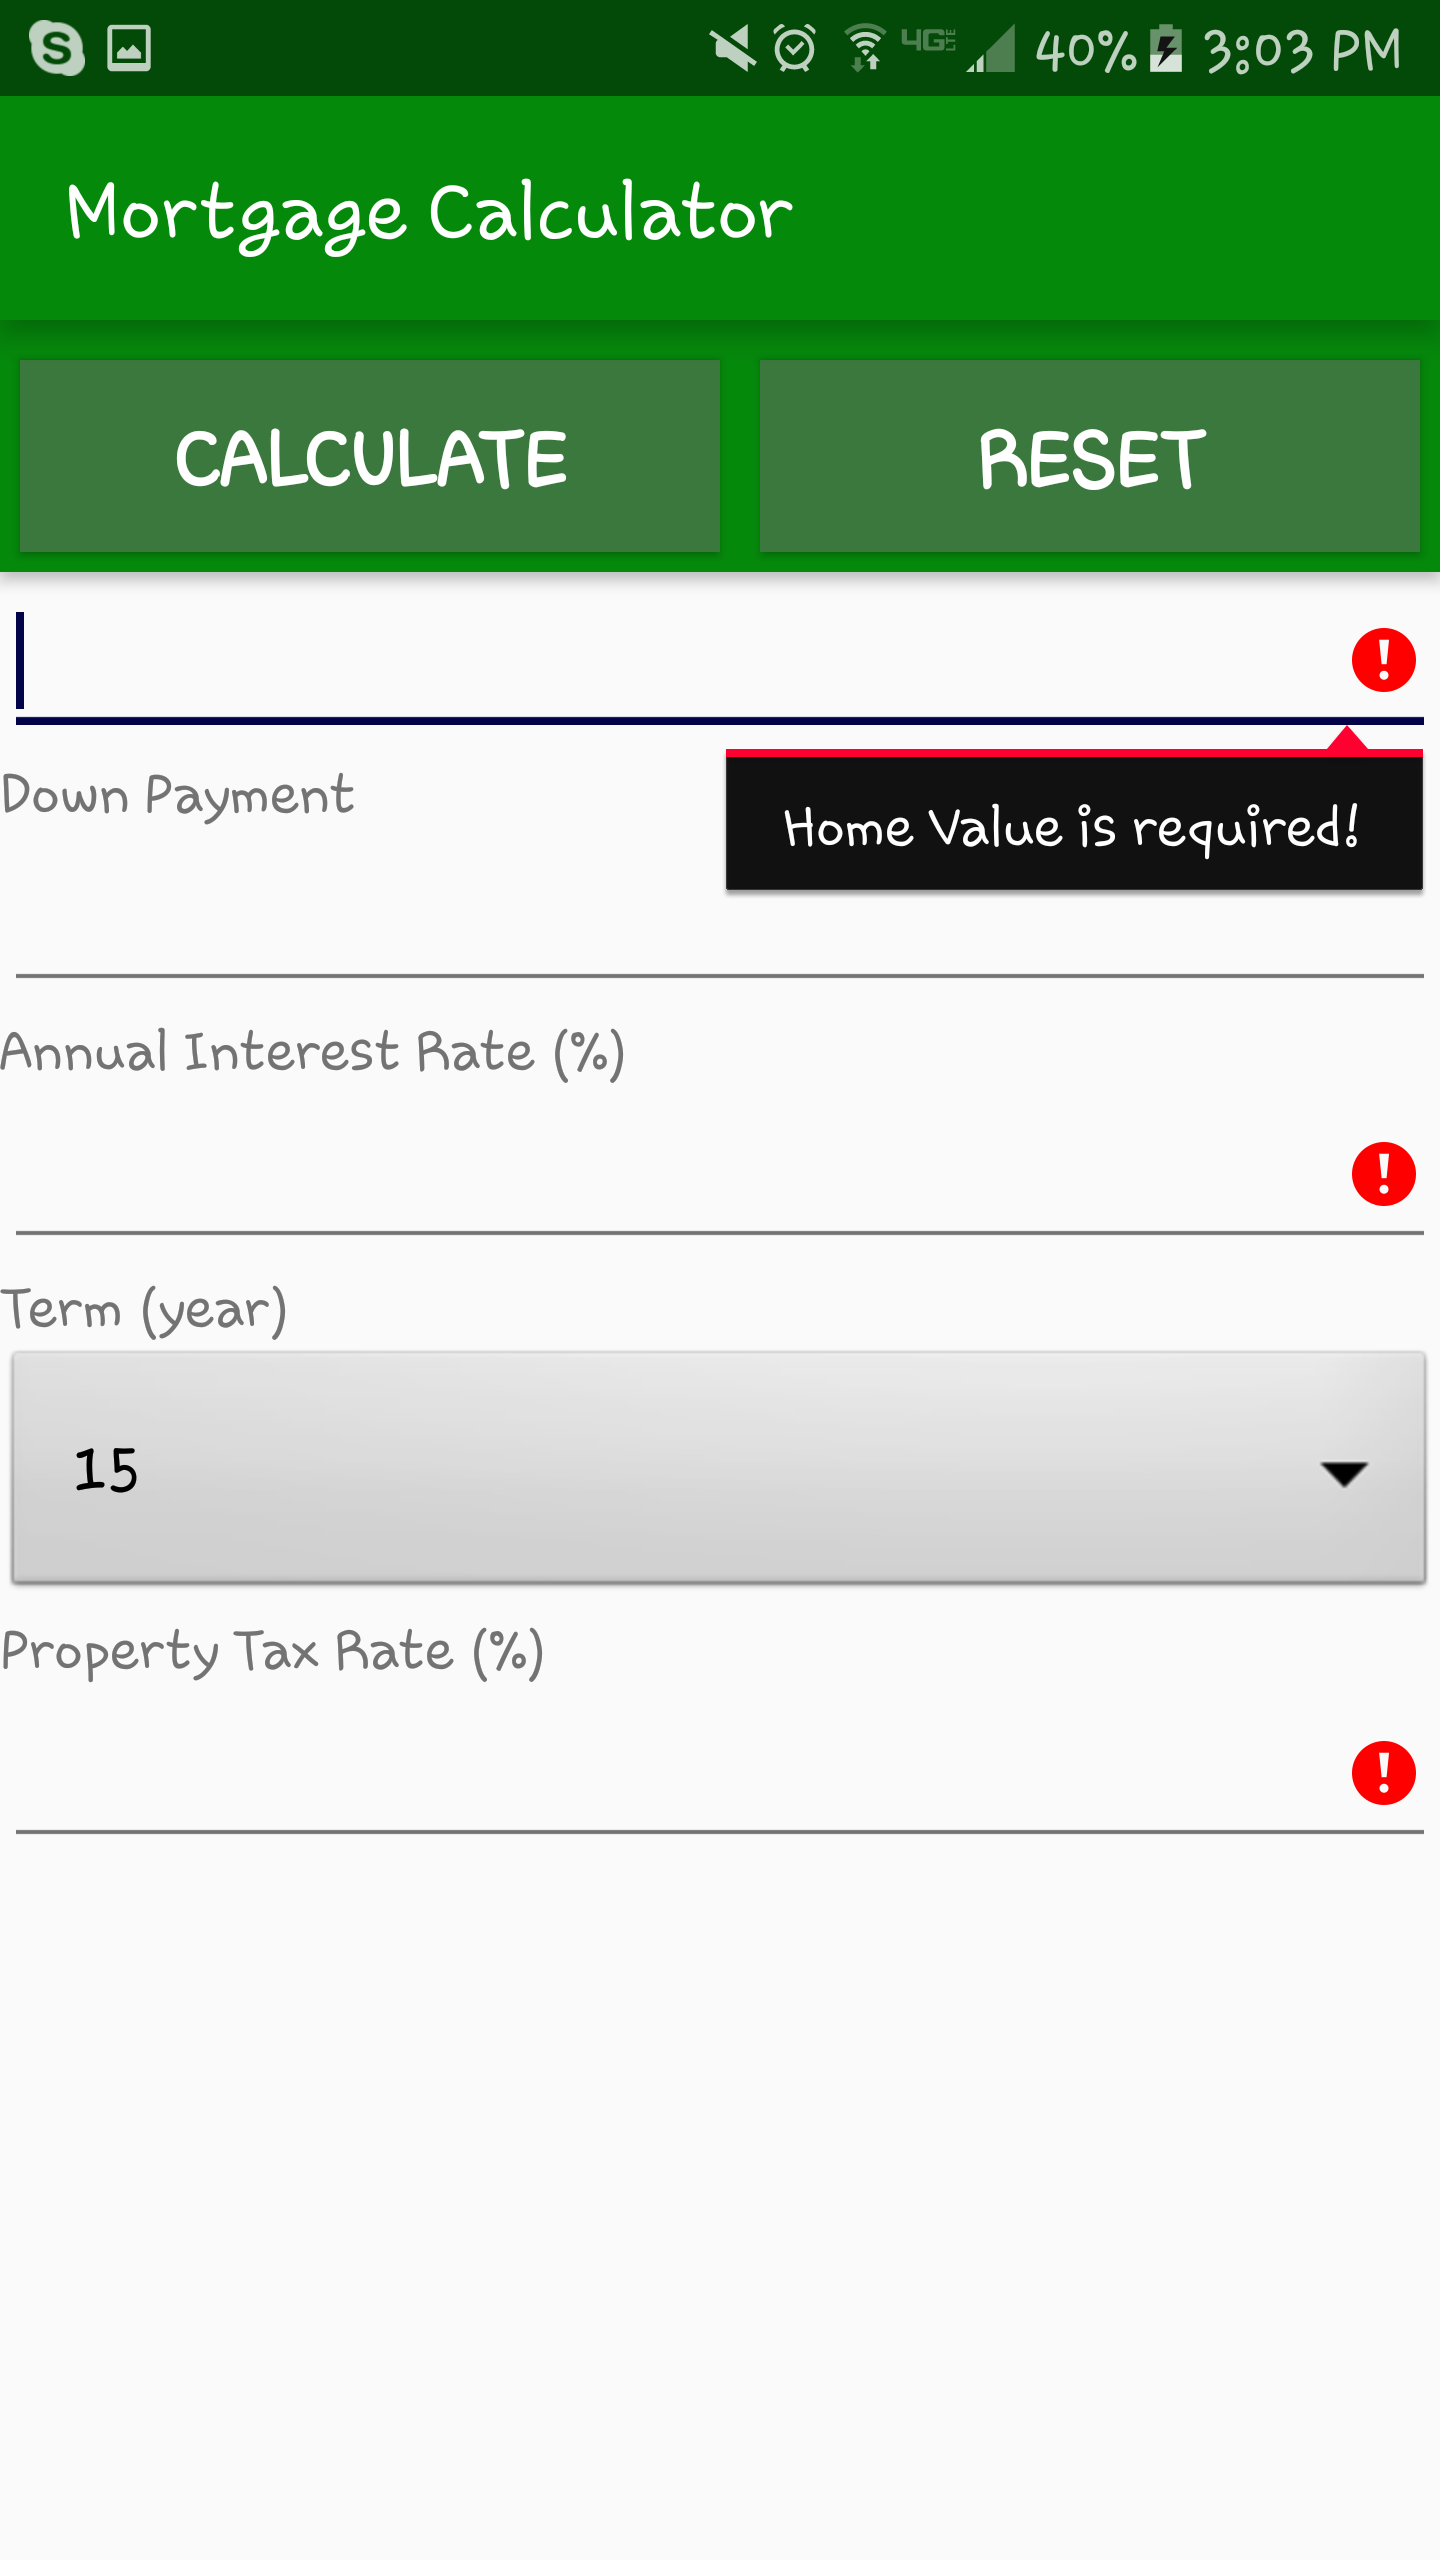 4G LTE 40% 3:03 PM
Mortgage Calculator
CALCULATE RESET
Down Payment
Home Value is required!
Annual Interest Rate (%)
Term (year)
15
Property Tax Rate (%)